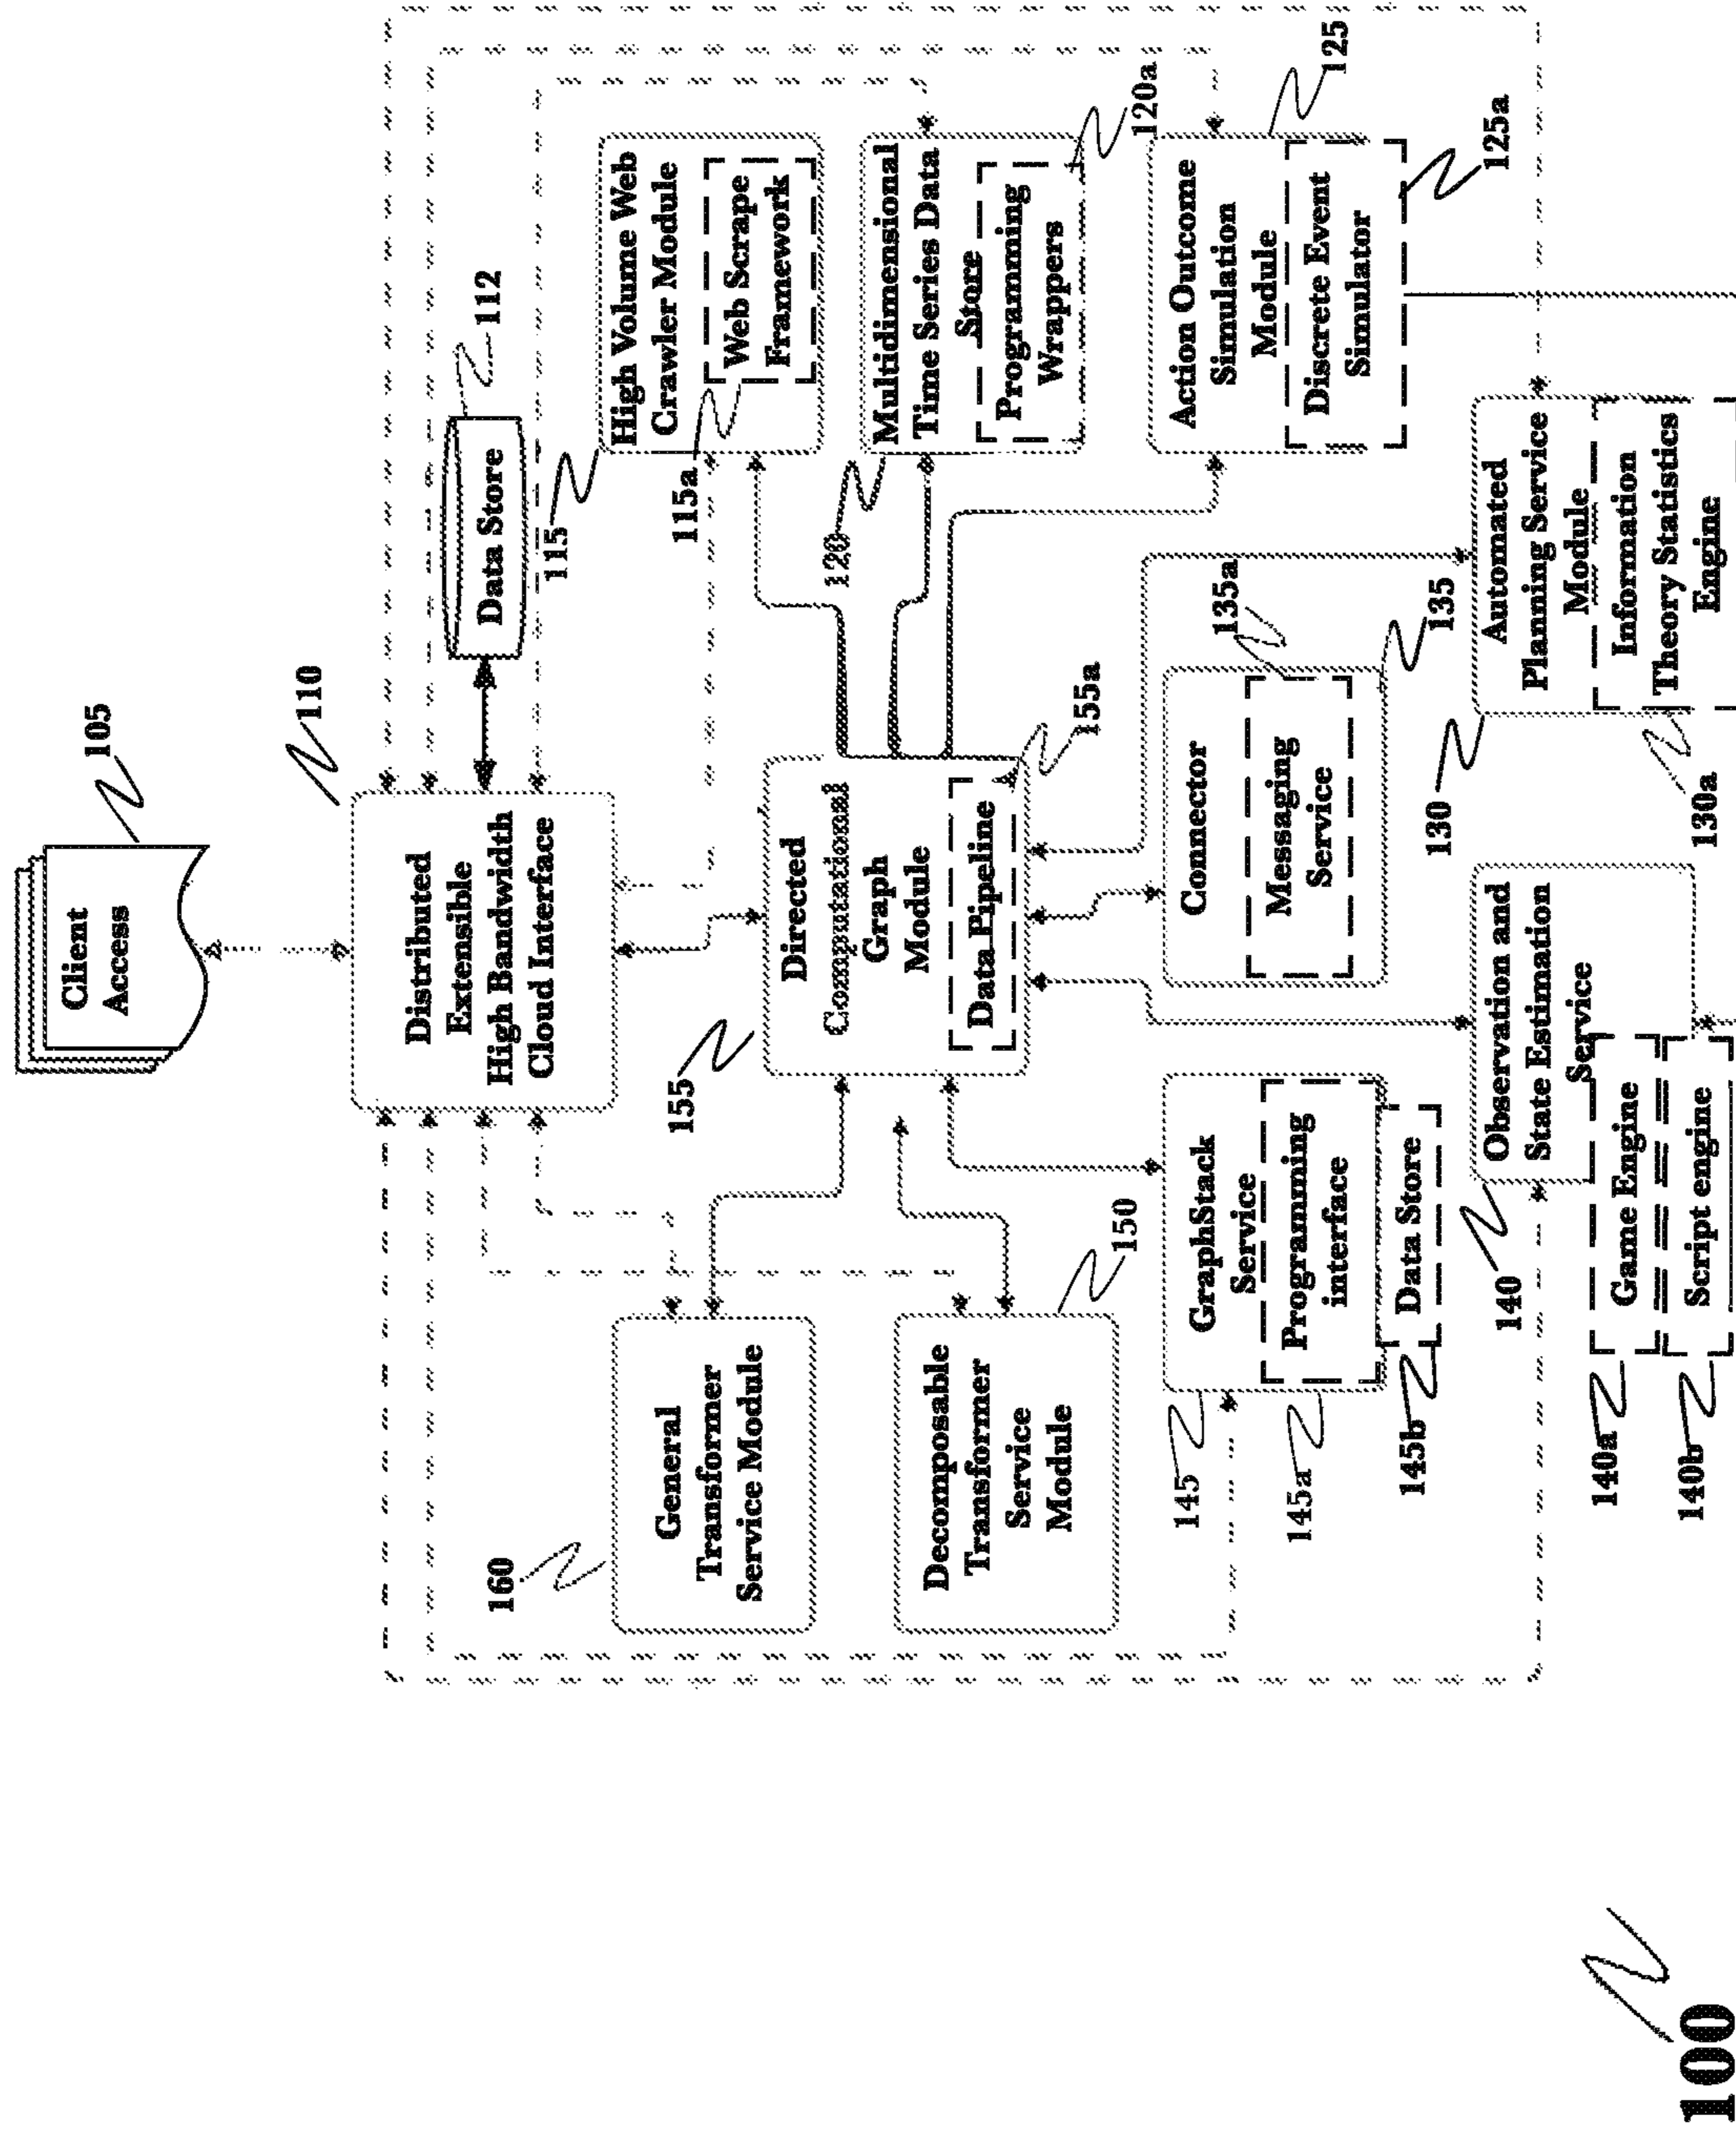 105
Client
Access
110
Distributed
Extensible
High Bandwidth
Cloud Interface
112
Data Store
160
General
Transformer
Service Module
155
Directed
Computational
Graph
Module
Data Pipeline
155a
115
High Volume Web
Crawler Module
115a
Web Scrape
Framework
Decomposable
Transformer
Service
Module
150
120
Multidimensional
Time Series Data
Store
Programming
Wrappers
120a
145
GraphStack
Service
145a
Programming
interface
145b
Data Store
Connector
135a
Messaging
Service
135
Action Outcome
Simulation
Module
125
Discrete Event
Simulator
125a
140
Observation and
State Estimation
Service
140a
Game Engine
140b
Script engine
130
Automated
Planning Service
Module
130a
Information
Theory Statistics
Engine
100